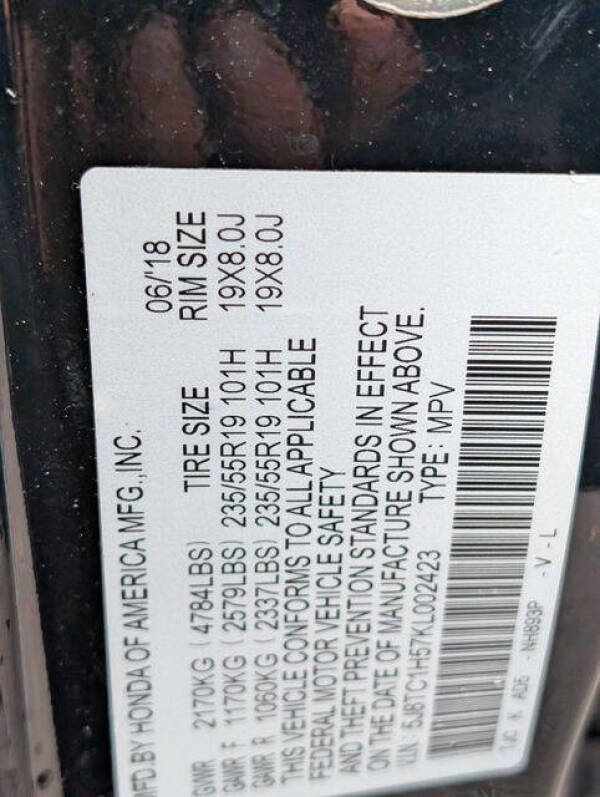 MFD.BY HONDA OF AMERICA MFG.,INC. 06/'18
GVWR 2170KG (4784LBS) TIRE SIZE RIM SIZE
GAWR F 1170KG (2579LBS) 235/55R19 101H 19X8.0J
GAWR R 1060KG (2337LBS) 235/55R19 101H 19X8.0J
THIS VEHICLE CONFORMS TO ALL APPLICABLE
FEDERAL MOTOR VEHICLE SAFETY
AND THEFT PREVENTION STANDARDS IN EFFECT
ON THE DATE OF MANUFACTURE SHOWN ABOVE.
V.I.N: 5J8TC1H57KL002423 TYPE: MPV
TJC K AD5 -NH893P -V-L